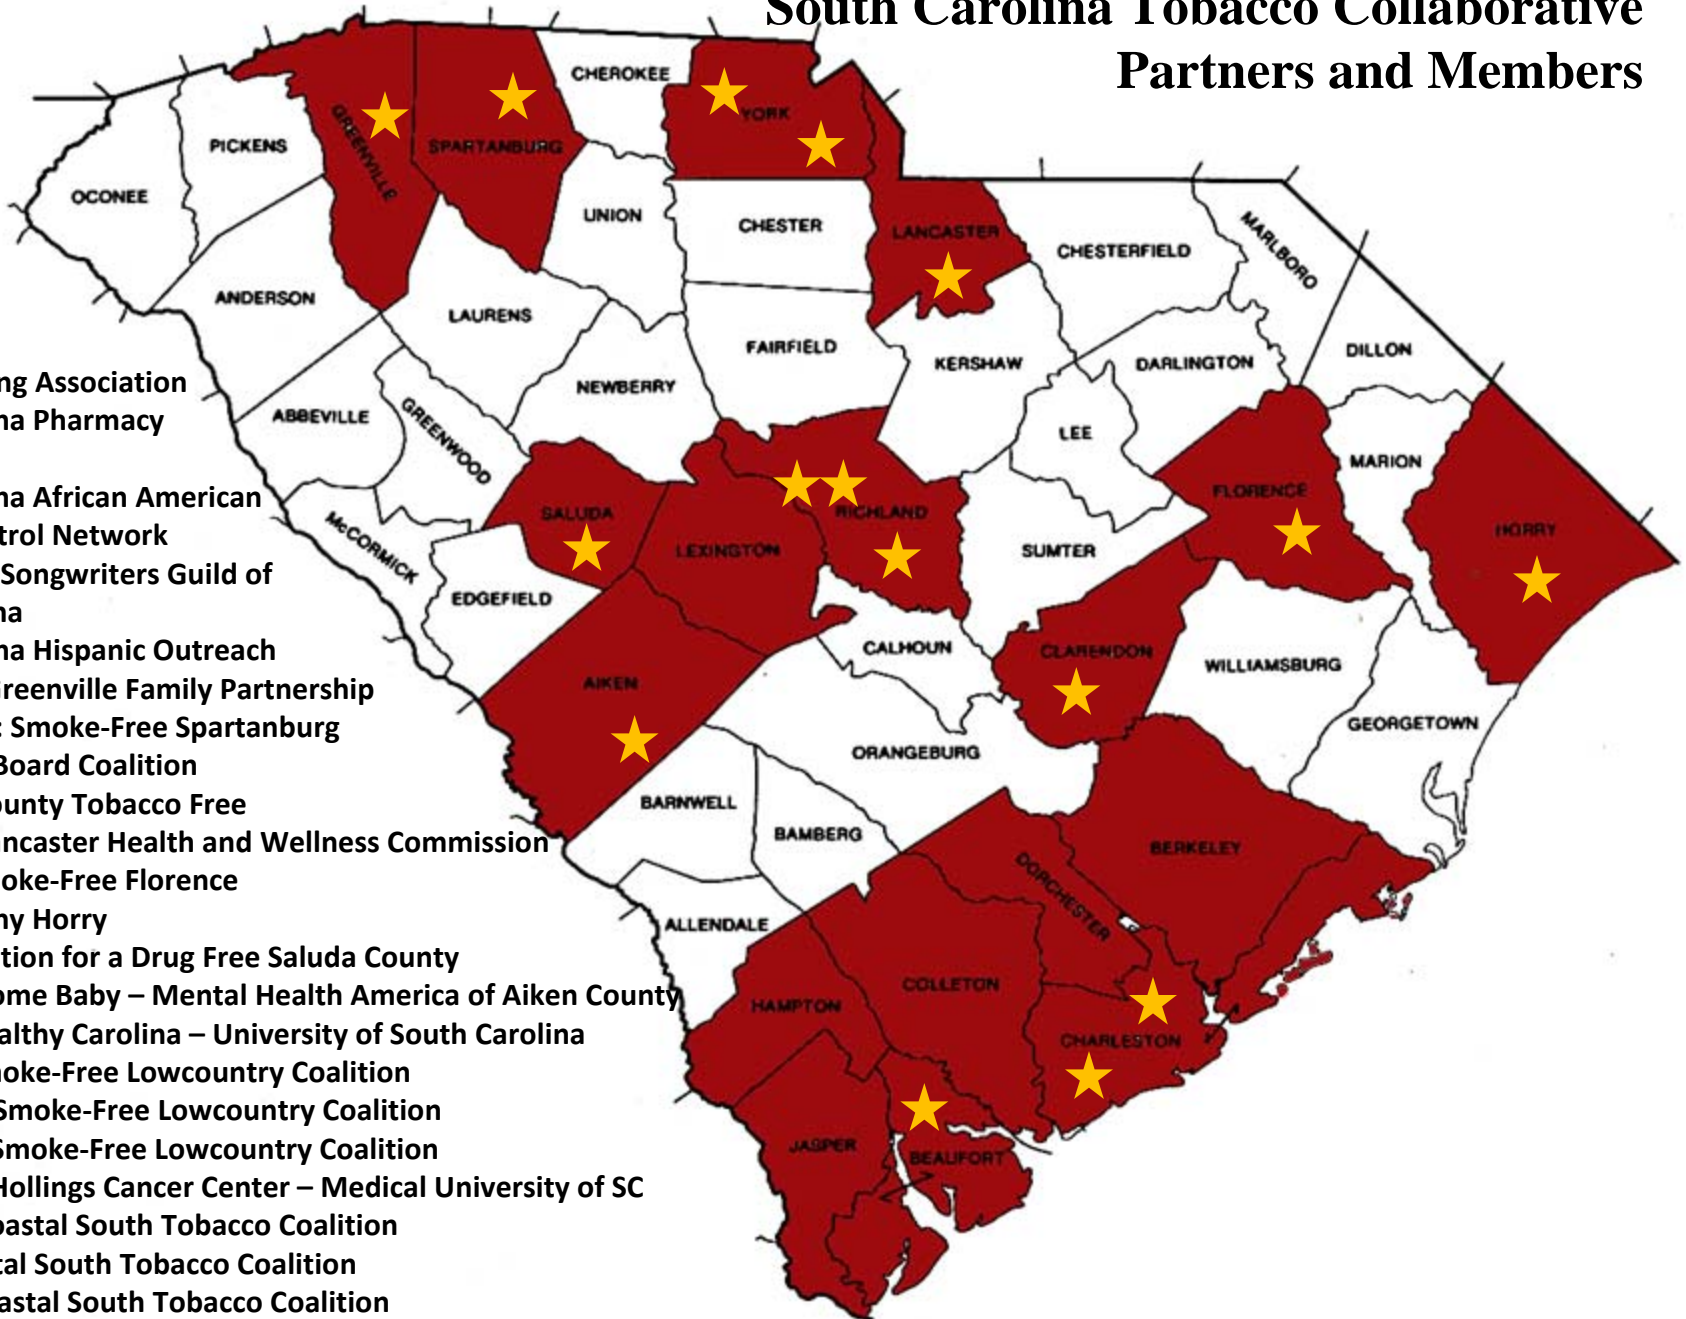 South Carolina Tobacco Collaborative
Partners and Members
CHEROKEE
YORK
GREENVILLE
SPARTANBURG
PICKENS
OCONEE
UNION
CHESTER
LANCASTER
CHESTERFIELD
MARLBORO
ANDERSON
LAURENS
FAIRFIELD
KERSHAW
DARLINGTON
DILLON
NEWBERRY
ABBEVILLE
GREENWOOD
LEE
MARION
SALUDA
LEXINGTON
RICHLAND
FLORENCE
HORRY
McCORMICK
SUMTER
EDGEFIELD
CALHOUN
CLARENDON
WILLIAMSBURG
AIKEN
GEORGETOWN
ORANGEBURG
BARNWELL
BAMBERG
BERKELEY
DORCHESTER
ALLENDALE
COLLETON
HAMPTON
CHARLESTON
JASPER
BEAUFORT
ng Association
na Pharmacy
na African American
trol Network
Songwriters Guild of
na
na Hispanic Outreach
Greenville Family Partnership
: Smoke-Free Spartanburg
Board Coalition
ounty Tobacco Free
ancaster Health and Wellness Commission
oke-Free Florence
hy Horry
tion for a Drug Free Saluda County
ome Baby – Mental Health America of Aiken County
althy Carolina – University of South Carolina
moke-Free Lowcountry Coalition
Smoke-Free Lowcountry Coalition
Smoke-Free Lowcountry Coalition
Hollings Cancer Center – Medical University of SC
oastal South Tobacco Coalition
tal South Tobacco Coalition
astal South Tobacco Coalition